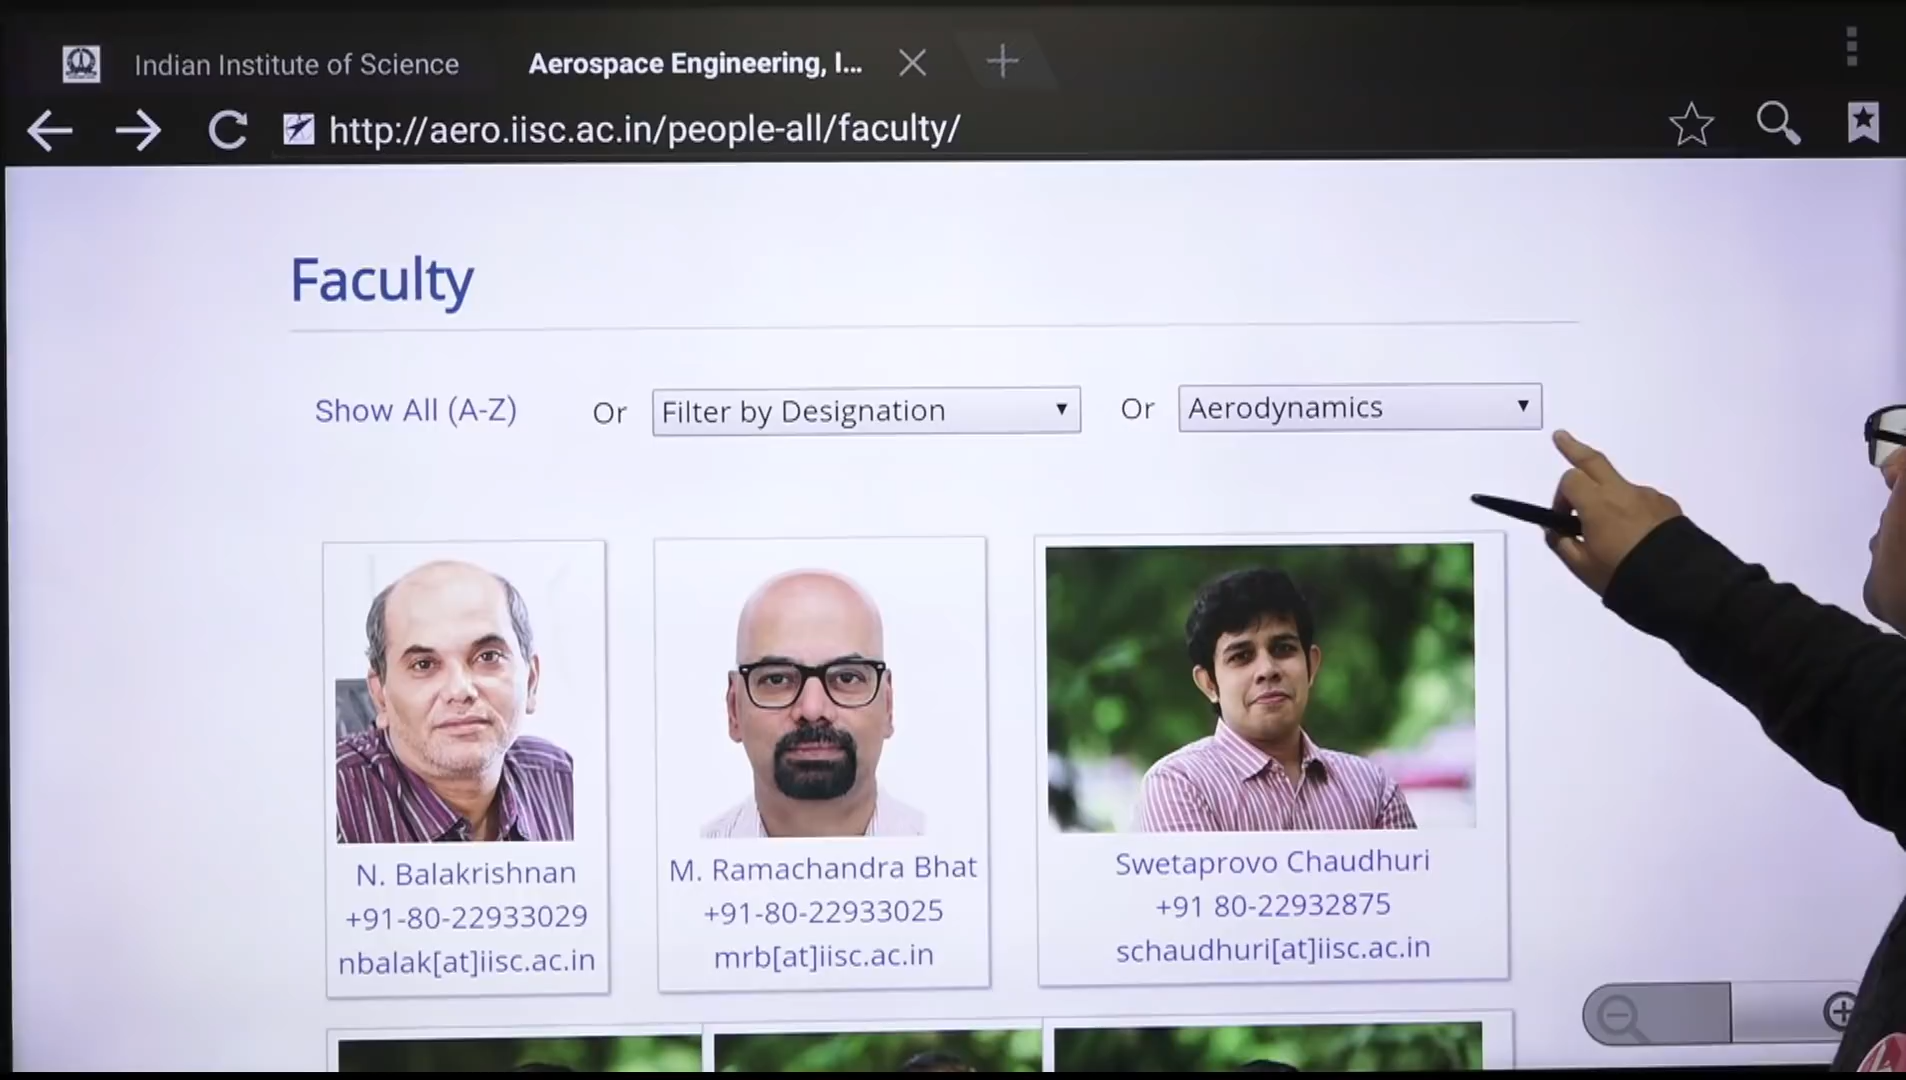 Indian Institute of Science
Aerospace Engineering, I...
http://aero.iisc.ac.in/people-all/faculty/
Faculty
Show All (A-Z) Or Filter by Designation Or Aerodynamics
N. Balakrishnan
+91-80-22933029
nbalak[at]iisc.ac.in
M. Ramachandra Bhat
+91-80-22933025
mrb[at]iisc.ac.in
Swetaprovo Chaudhuri
+91 80-22932875
schaudhuri[at]iisc.ac.in